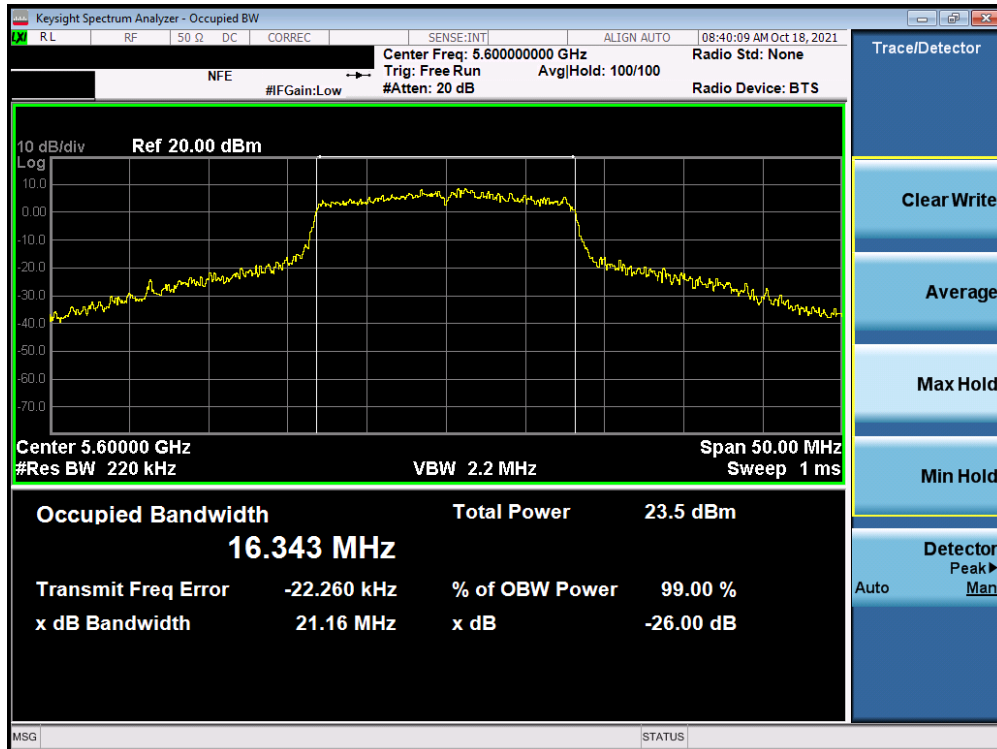 Keysight Spectrum Analyzer - Occupied BW
LXI RL RF 50 Ω DC CORREC SENSE:INT ALIGN AUTO 08:40:09 AM Oct 18, 2021
Center Freq: 5.600000000 GHz Radio Std: None
NFE Trig: Free Run Avg|Hold: 100/100
#IFGain:Low #Atten: 20 dB Radio Device: BTS
Trace/Detector
10 dB/div Ref 20.00 dBm
Log
10.0
0.00
-10.0
-20.0
-30.0
-40.0
-50.0
-60.0
-70.0
Center 5.60000 GHz Span 50.00 MHz
#Res BW 220 kHz VBW 2.2 MHz Sweep 1 ms
Occupied Bandwidth Total Power 23.5 dBm
16.343 MHz
Transmit Freq Error -22.260 kHz % of OBW Power 99.00 %
x dB Bandwidth 21.16 MHz x dB -26.00 dB
Clear Write
Average
Max Hold
Min Hold
Detector
Peak▶
Auto Man
MSG STATUS